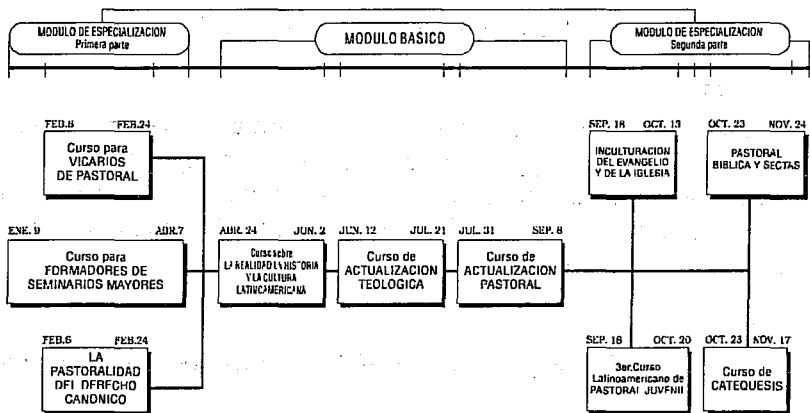 MODULO DE ESPECIALIZACION
Primera parte
MODULO BASICO
MODULO DE ESPECIALIZACION
Segunda parte
FEB.6 FEB.24
Curso para
VICARIOS
DE PASTORAL
SEP. 18 OCT. 13
INCULTURACION
DEL EVANGELIO
Y DE LA IGLESIA
OCT. 23 NOV. 24
PASTORAL
BIBLICA Y SECTAS
ENE. 9 ABR.7
Curso para
FORMADORES DE
SEMINARIOS MAYORES
ABR. 24 JUN. 2
Curso sobre
LA REALIDAD LA HISTORIA
Y LA CULTURA
LATINOAMERICANA
JUN. 12 JUL. 21
Curso de
ACTUALIZACION
TEOLOGICA
JUL. 31 SEP. 8
Curso de
ACTUALIZACION
PASTORAL
FEB.6 FEB.24
LA
PASTORALIDAD
DEL DERECHO
CANONICO
SEP. 18 OCT. 20
3er.Curso
Latinoamericano de
PASTORAL JUVENIL
OCT. 23 NOV. 17
Curso de
CATEQUESIS